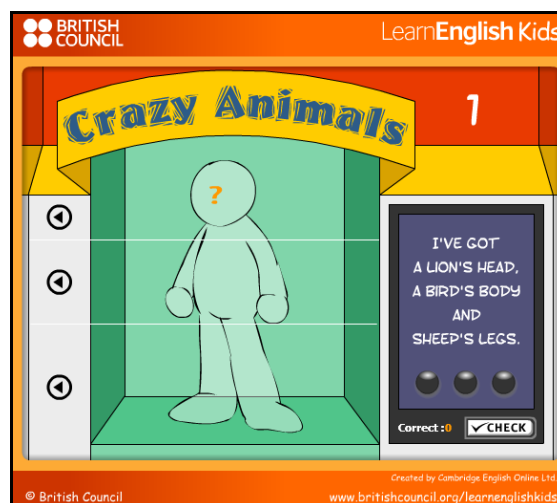 BRITISH
COUNCIL
LearnEnglish Kids
Crazy Animals
1
?
I'VE GOT
A LION'S HEAD,
A BIRD'S BODY
AND
SHEEP'S LEGS.
Correct :0
CHECK
Created by Cambridge English Online Ltd.
© British Council
www.britishcouncil.org/learnenglishkids